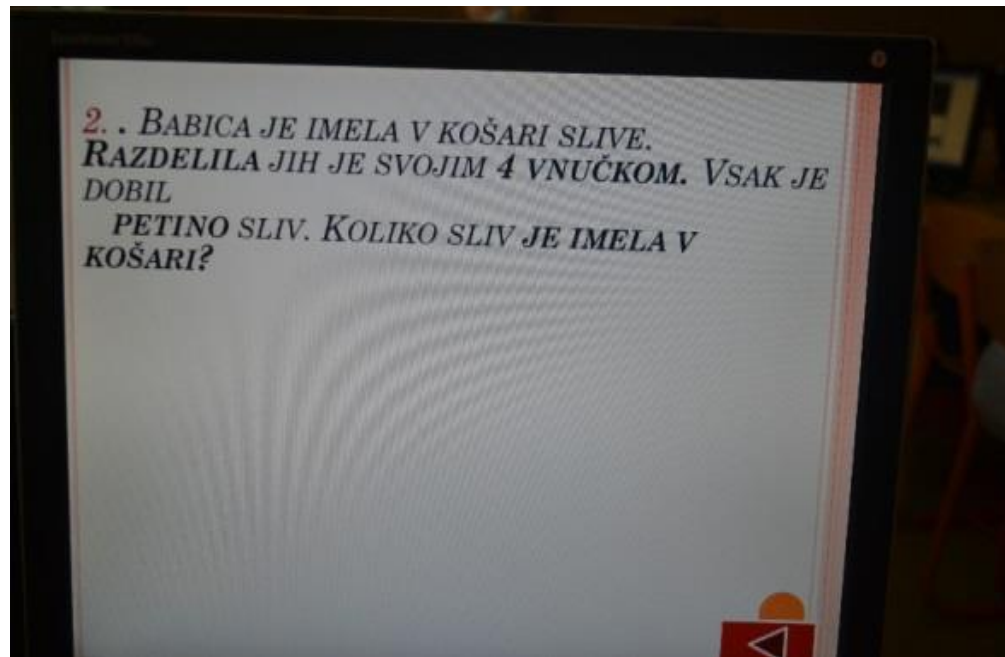 2. . BABICA JE IMELA V KOŠARI SLIVE.
RAZDELILA JIH JE SVOJIM 4 VNUČKOM. VSAK JE
DOBIL
PETINO SLIV. KOLIKO SLIV JE IMELA V
KOŠARI?